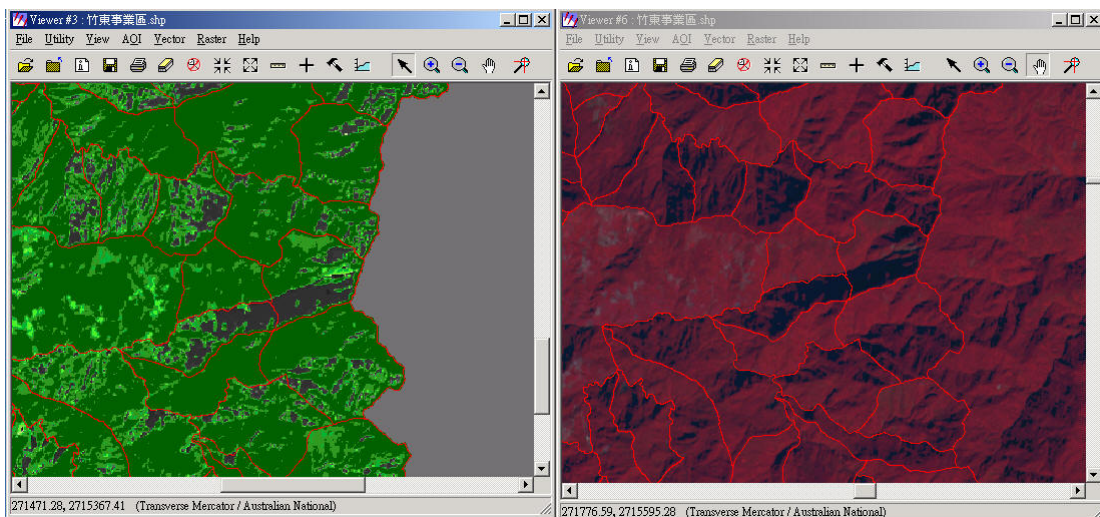 Viewer #3 : 竹東事業區.shp
File Utility View AOI Vector Raster Help
271471.28, 2715367.41 (Transverse Mercator / Australian National)
Viewer #6 : 竹東事業區.shp
File Utility View AOI Vector Raster Help
271776.59, 2715595.28 (Transverse Mercator / Australian National)